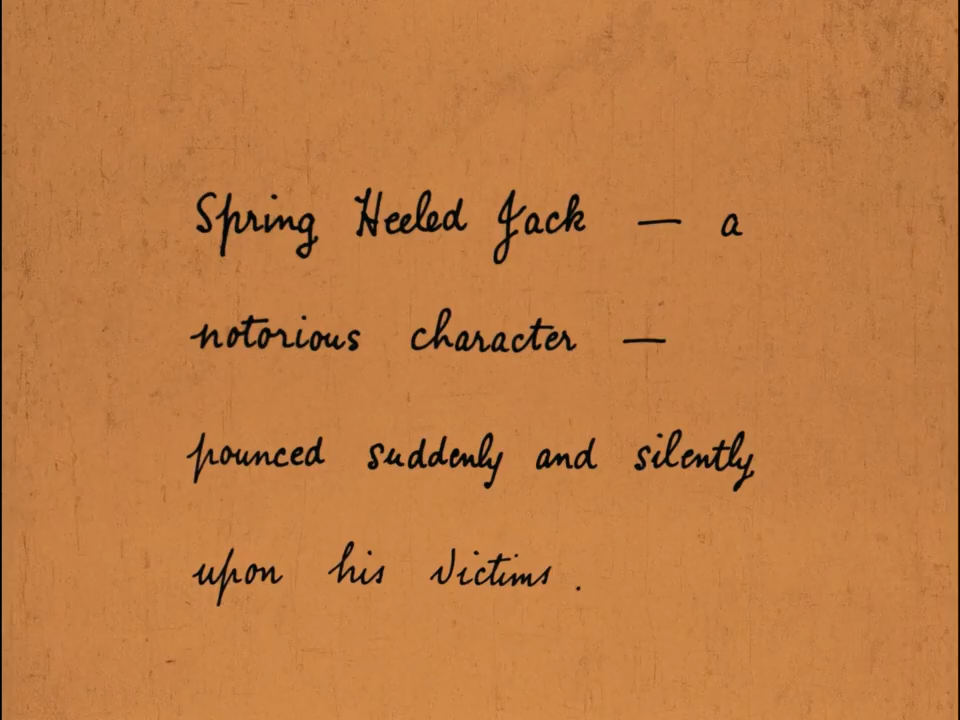 Spring Heeled Jack — a
notorious character —
pounced suddenly and silently
upon his victims.